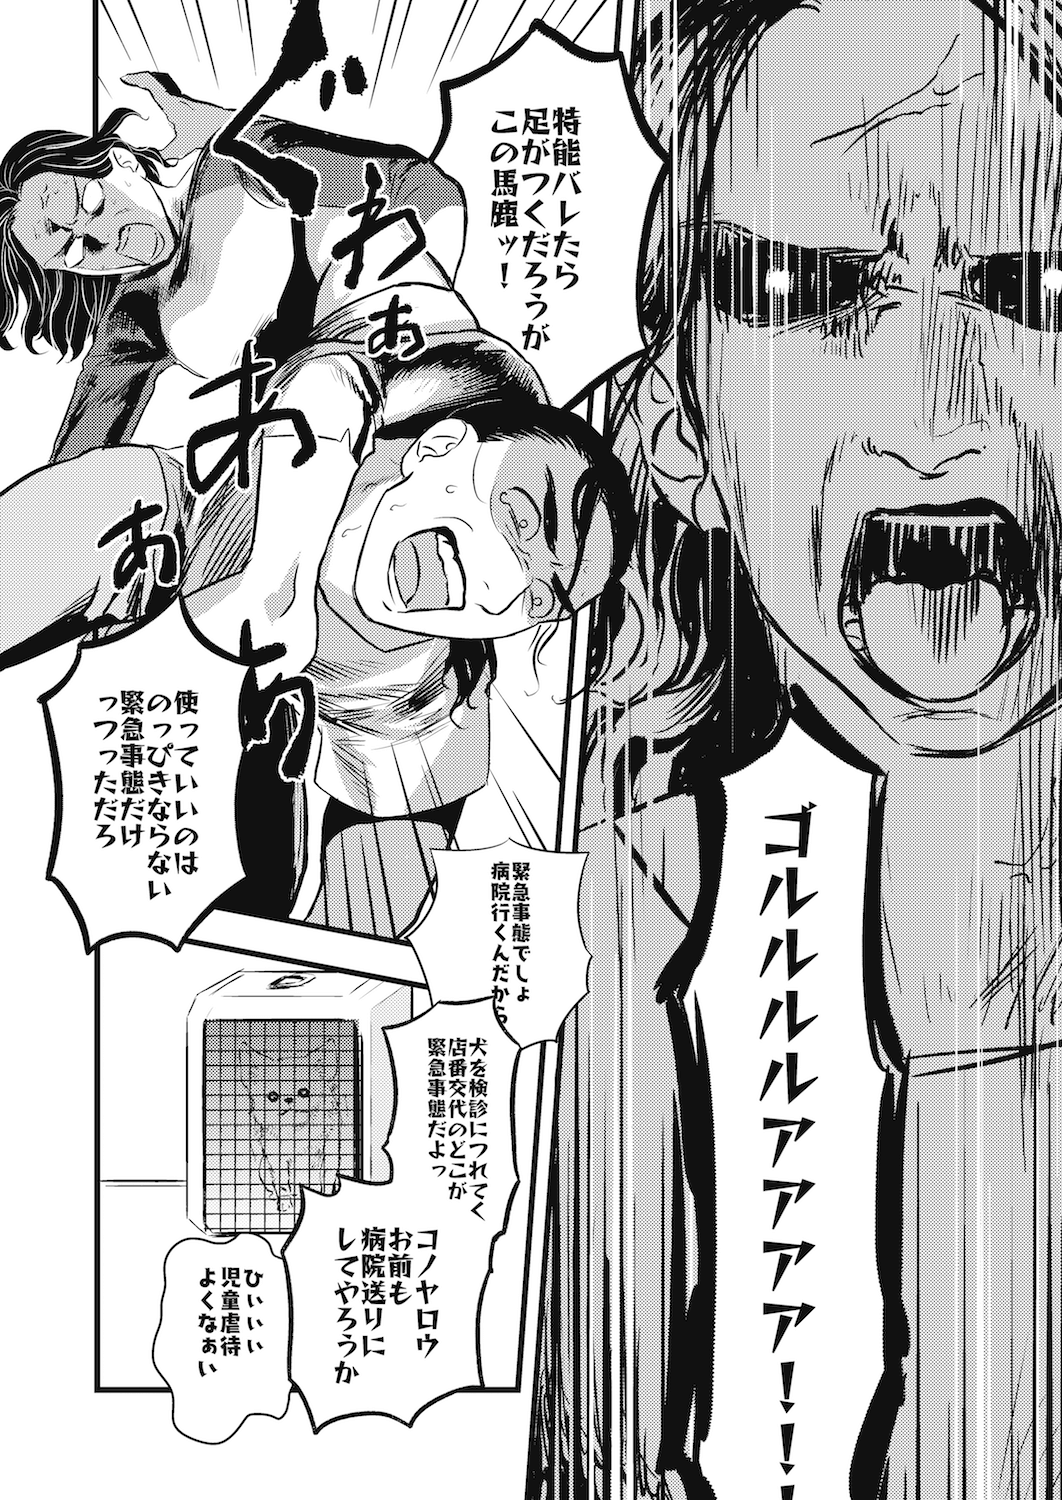 ゴルルルルアアアアア!!!
特能バレたら
足がつくだろうが
この馬鹿ッ!
ぐ
わ
ぁ
あ
ぁ
あ
使っていいのは
のっぴきならない
緊急事態だけ
っつっただろ
緊急事態でしょ
病院行くんだから
犬を検診につれてく
店番交代のどこが
緊急事態だよっ
コノヤロウ
お前も
病院送りに
してやろうか
ひぃぃぃ
児童虐待
よくなぁい